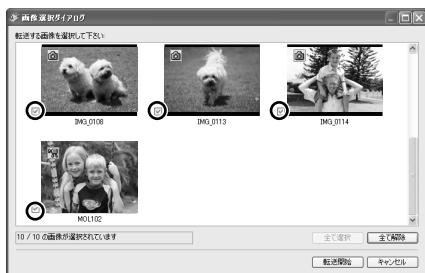 画像選択ダイアログ
転送する画像を選択して下さい
IMG_0108
IMG_0113
IMG_0114
MOL102
10 / 10 の画像が選択されています
全て選択
全て解除
転送開始
キャンセル